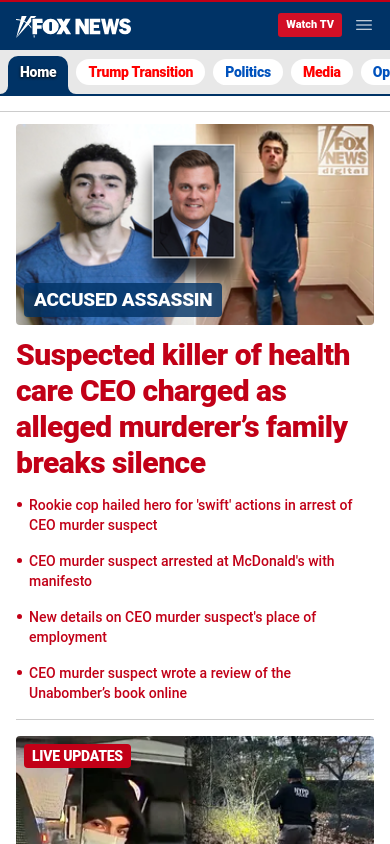 FOX NEWS
Watch TV
Home
Trump Transition
Politics
Media
Op
FOX
NEWS
digital
ACCUSED ASSASSIN
Suspected killer of health
care CEO charged as
alleged murderer’s family
breaks silence
• Rookie cop hailed hero for 'swift' actions in arrest of
CEO murder suspect
• CEO murder suspect arrested at McDonald's with
manifesto
• New details on CEO murder suspect's place of
employment
• CEO murder suspect wrote a review of the
Unabomber’s book online
LIVE UPDATES
NYPD